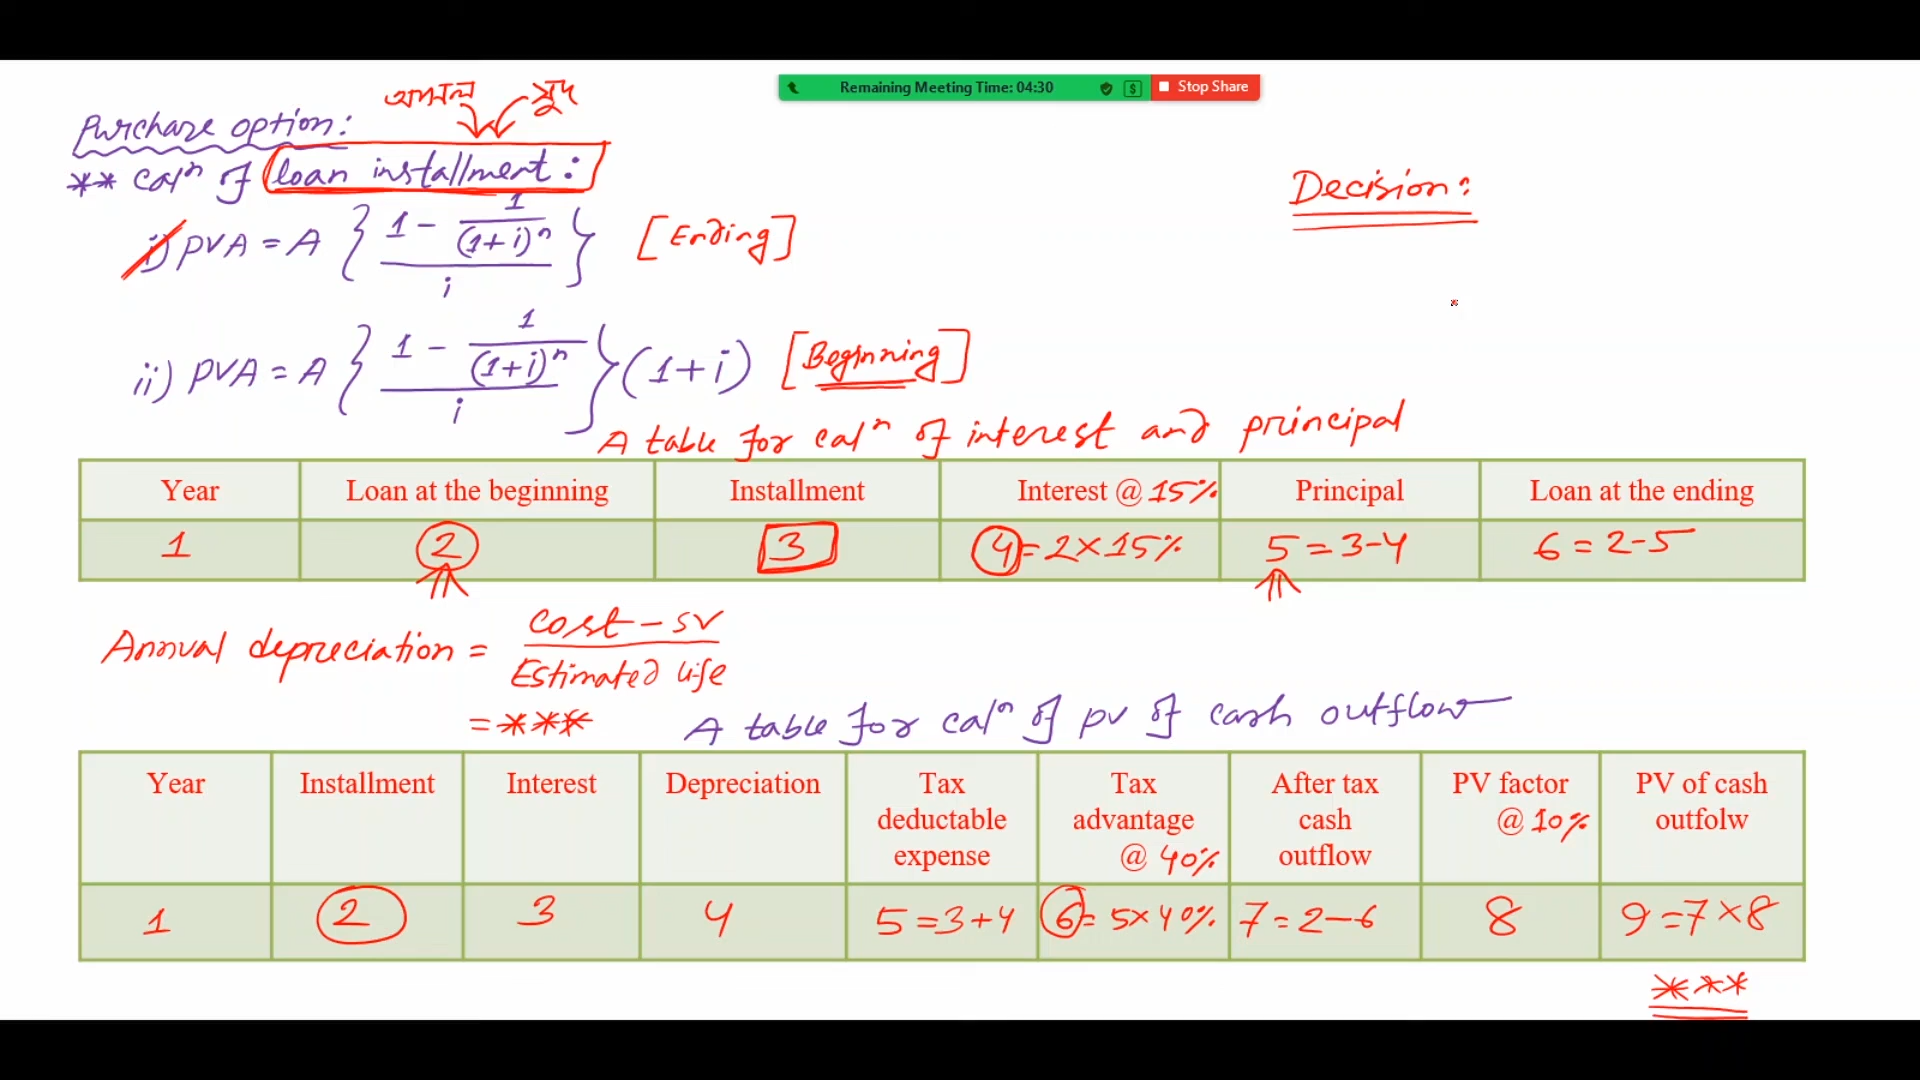 Remaining Meeting Time: 04:30 Stop Share
আসল সুদ
Purchase option:
** calⁿ of loan installment:
i) PVA = A { 1 - 1/(1+i)ⁿ / i } [Ending]
ii) PVA = A { 1 - 1/(1+i)ⁿ / i } (1+i) [Beginning]
Decision:
A table for calⁿ of interest and principal
Year Loan at the beginning Installment Interest @ 15% Principal Loan at the ending
1 2 3 4 = 2×15% 5 = 3-4 6 = 2-5
Annual depreciation = cost - sv / Estimated life
= ***
A table for calⁿ of pv of cash outflow
Year Installment Interest Depreciation Tax deductable expense Tax advantage @ 40% After tax cash outflow PV factor @ 10% PV of cash outfolw
1 2 3 4 5 = 3+4 6 = 5×40% 7 = 2-6 8 9 = 7×8
***